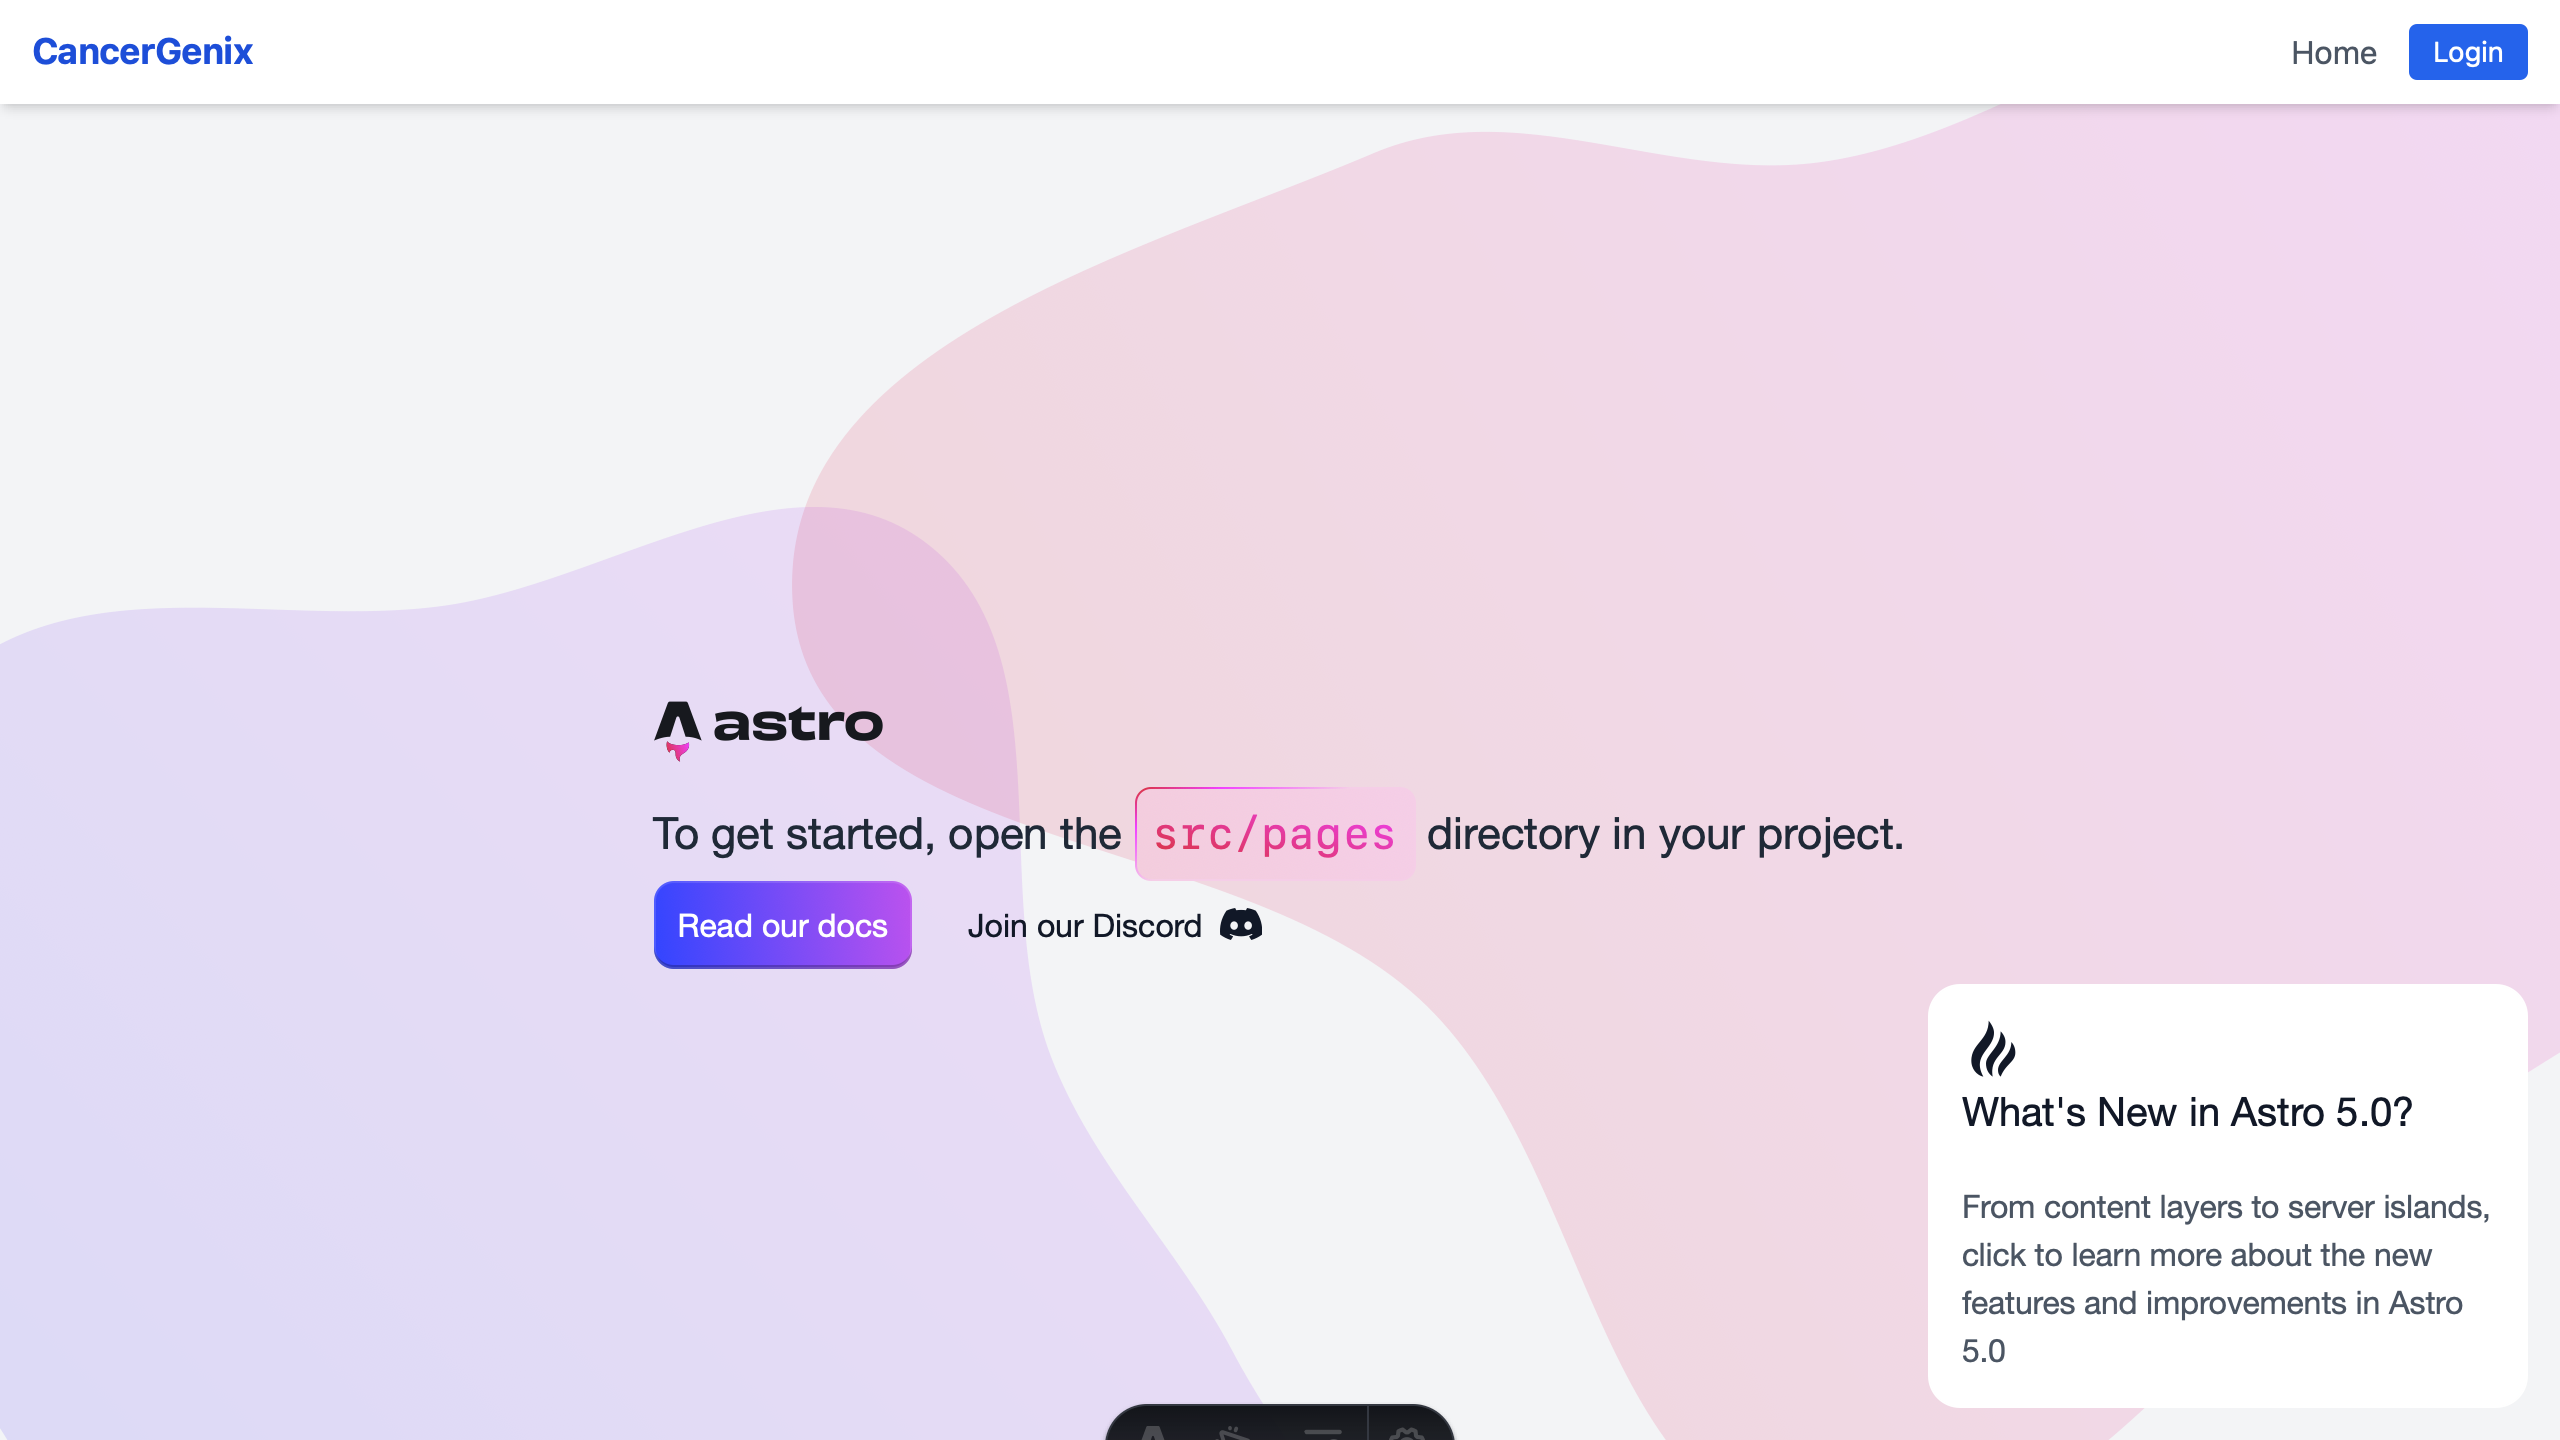 CancerGenix
Home
Login
astro
To get started, open the src/pages directory in your project.
Read our docs
Join our Discord
What's New in Astro 5.0?
From content layers to server islands,
click to learn more about the new
features and improvements in Astro
5.0